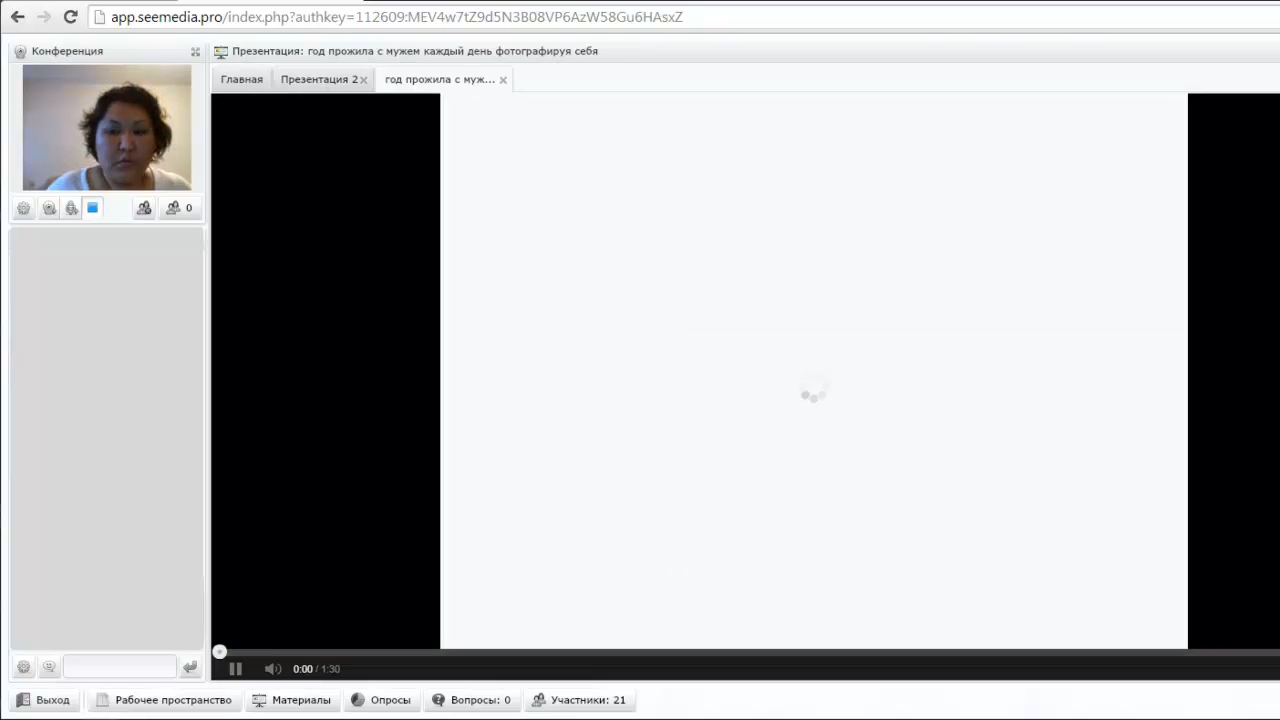 app.seemedia.pro/index.php?authkey=112609:MEV4w7tZ9d5N3B08VP6AzW58Gu6HAsxZ
Конференция
Презентация: год прожила с мужем каждый день фотографируя себя
Главная
Презентация 2
год прожила с муж...
0
0:00 / 1:30
Выход
Рабочее пространство
Материалы
Опросы
Вопросы: 0
Участники: 21